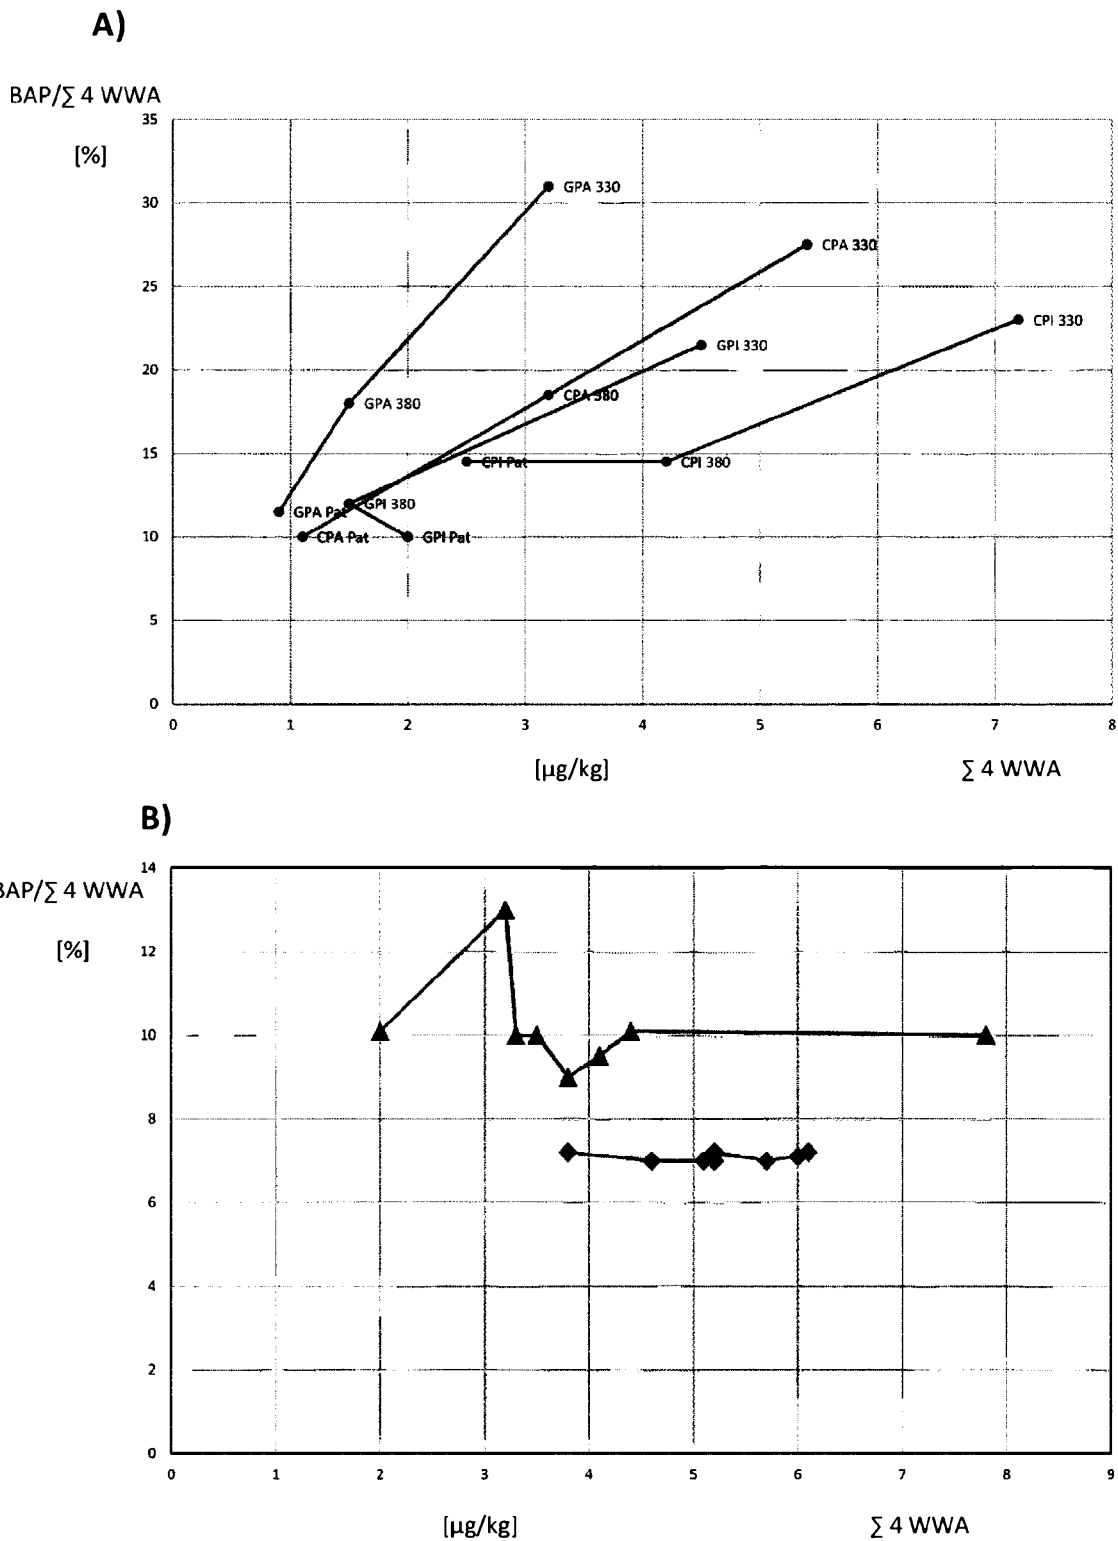 A)
BAP/∑ 4 WWA
[%]
35
30
25
20
15
10
5
0
GPA 330
CPA 330
CPI 330
GPI 330
CPA 380
GPA 380
CPI Pat
CPI 380
GPI 380
GPA Pat
CPA Pat
GPI Pat
0 1 2 3 4 5 6 7 8
[µg/kg] ∑ 4 WWA
B)
BAP/∑ 4 WWA
[%]
14
12
10
8
6
4
2
0
0 1 2 3 4 5 6 7 8 9
[µg/kg] ∑ 4 WWA